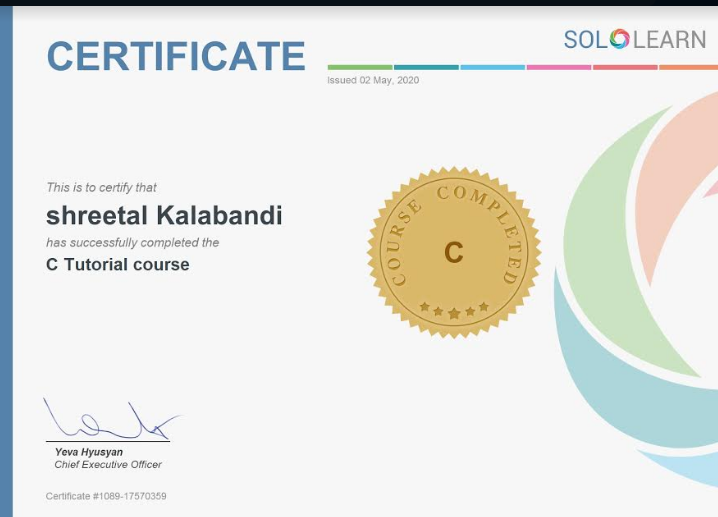 CERTIFICATE
SOLOLEARN
Issued 02 May, 2020
This is to certify that
shreetal Kalabandi
has successfully completed the
C Tutorial course
COURSE COMPLETED
C
Yeva Hyusyan
Chief Executive Officer
Certificate #1089-17570359